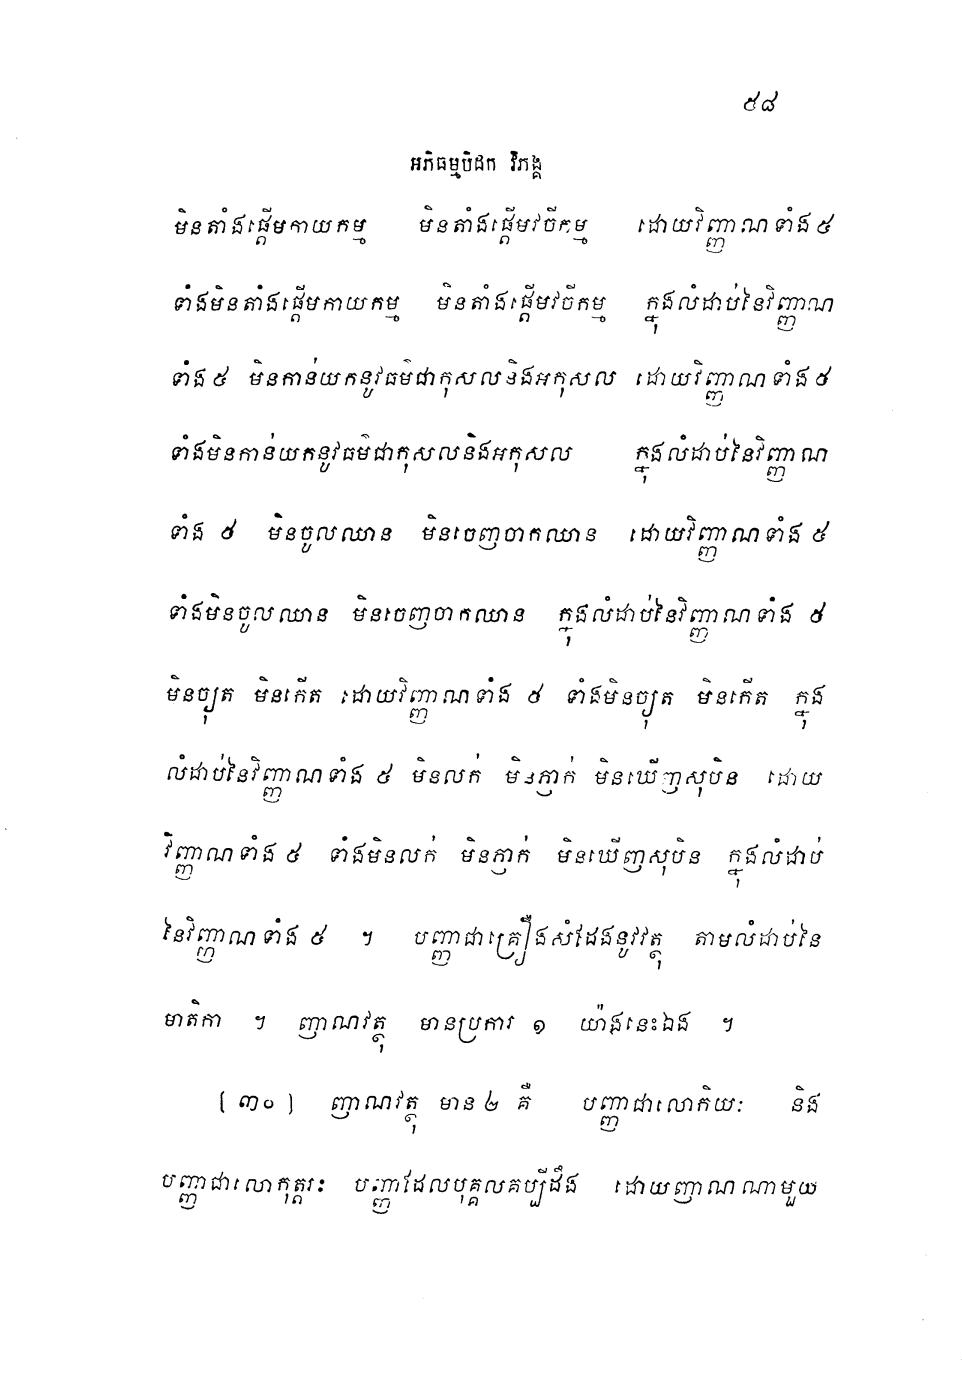 ៥៨
អភិធម្មបិដក វិភង្គ
មិនតាំងផ្តើមកាយកម្ម មិនតាំងផ្តើមវចីកម្ម ដោយវិញ្ញាណទាំង៥
ទាំងមិនតាំងផ្តើមកាយកម្ម មិនតាំងផ្តើមវចីកម្ម ក្នុងលំដាប់នៃវិញ្ញាណ
ទាំង៥ មិនកាន់យកនូវធម៌ជាកុសលនិងអកុសល ដោយវិញ្ញាណទាំង៥
ទាំងមិនកាន់យកនូវធម៌ជាកុសលនិងអកុសល ក្នុងលំដាប់នៃវិញ្ញាណ
ទាំង ៥ មិនចូលឈាន មិនចេញចាកឈាន ដោយវិញ្ញាណទាំង ៥
ទាំងមិនចូលឈាន មិនចេញចាកឈាន ក្នុងលំដាប់នៃវិញ្ញាណទាំង ៥
មិនច្យុត មិនកើត ដោយវិញ្ញាណទាំង ៥ ទាំងមិនច្យុត មិនកើត ក្នុង
លំដាប់នៃវិញ្ញាណទាំង ៥ មិនលក់ មិនភ្ញាក់ មិនឃើញសុបិន ដោយ
វិញ្ញាណទាំង ៥ ទាំងមិនលក់ មិនភ្ញាក់ មិនឃើញសុបិន ក្នុងលំដាប់
នៃវិញ្ញាណទាំង ៥ ។ បញ្ញាជាគ្រឿងសំដែងនូវវត្ថុ តាមលំដាប់នៃ
មាតិកា ។ ញាណវត្ថុ មានប្រការ ១ យ៉ាងនេះឯង ។
[ ៣០ ] ញាណវត្ថុ មាន ២ គឺ បញ្ញាជាលោកិយៈ និង
បញ្ញាជាលោកុត្តរៈ បញ្ញាដែលបុគ្គលគប្បីដឹង ដោយញាណណាមួយ